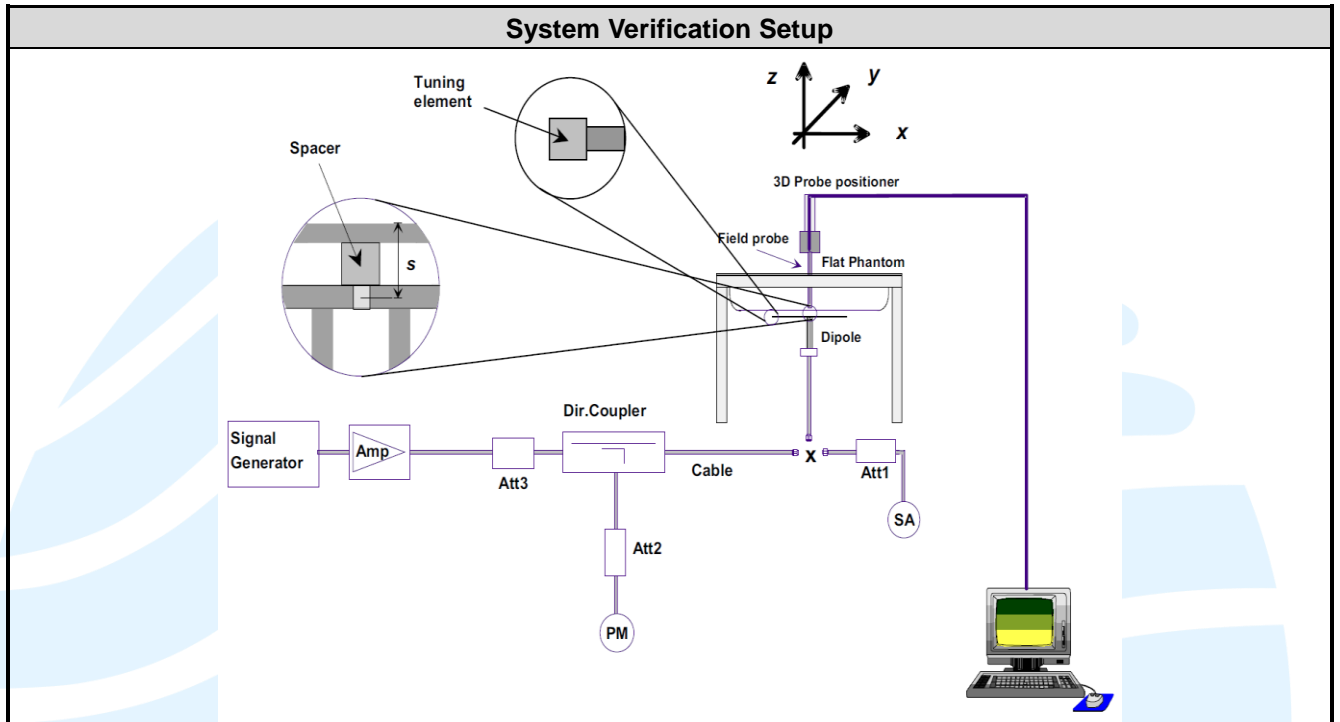 System Verification Setup
Tuning
element
z
y
x
Spacer
3D Probe positioner
Field probe
Flat Phantom
s
Dipole
Dir.Coupler
Signal
Generator
Amp
Att3
Cable
x
Att1
SA
Att2
PM